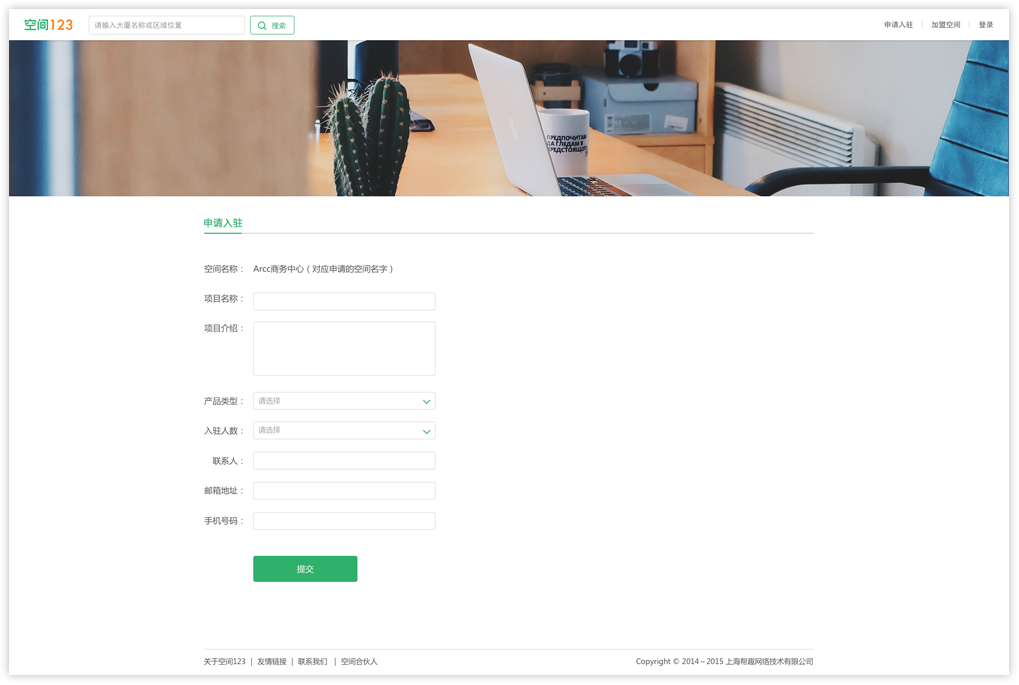 空间123 请输入大厦名称或区域位置 搜索 申请入驻 | 加盟空间 | 登录
ПРЕДПОЧИТАМ
ДА ГЛЕДАМ В
ПРЕДСТОЯЩОТО
申请入驻
空间名称： Arcc商务中心（对应申请的空间名字）
项目名称：
项目介绍：
产品类型： 请选择
入驻人数： 请选择
联系人：
邮箱地址：
手机号码：
提交
关于空间123 | 友情链接 | 联系我们 | 空间合伙人 Copyright © 2014～2015 上海帮趣网络技术有限公司